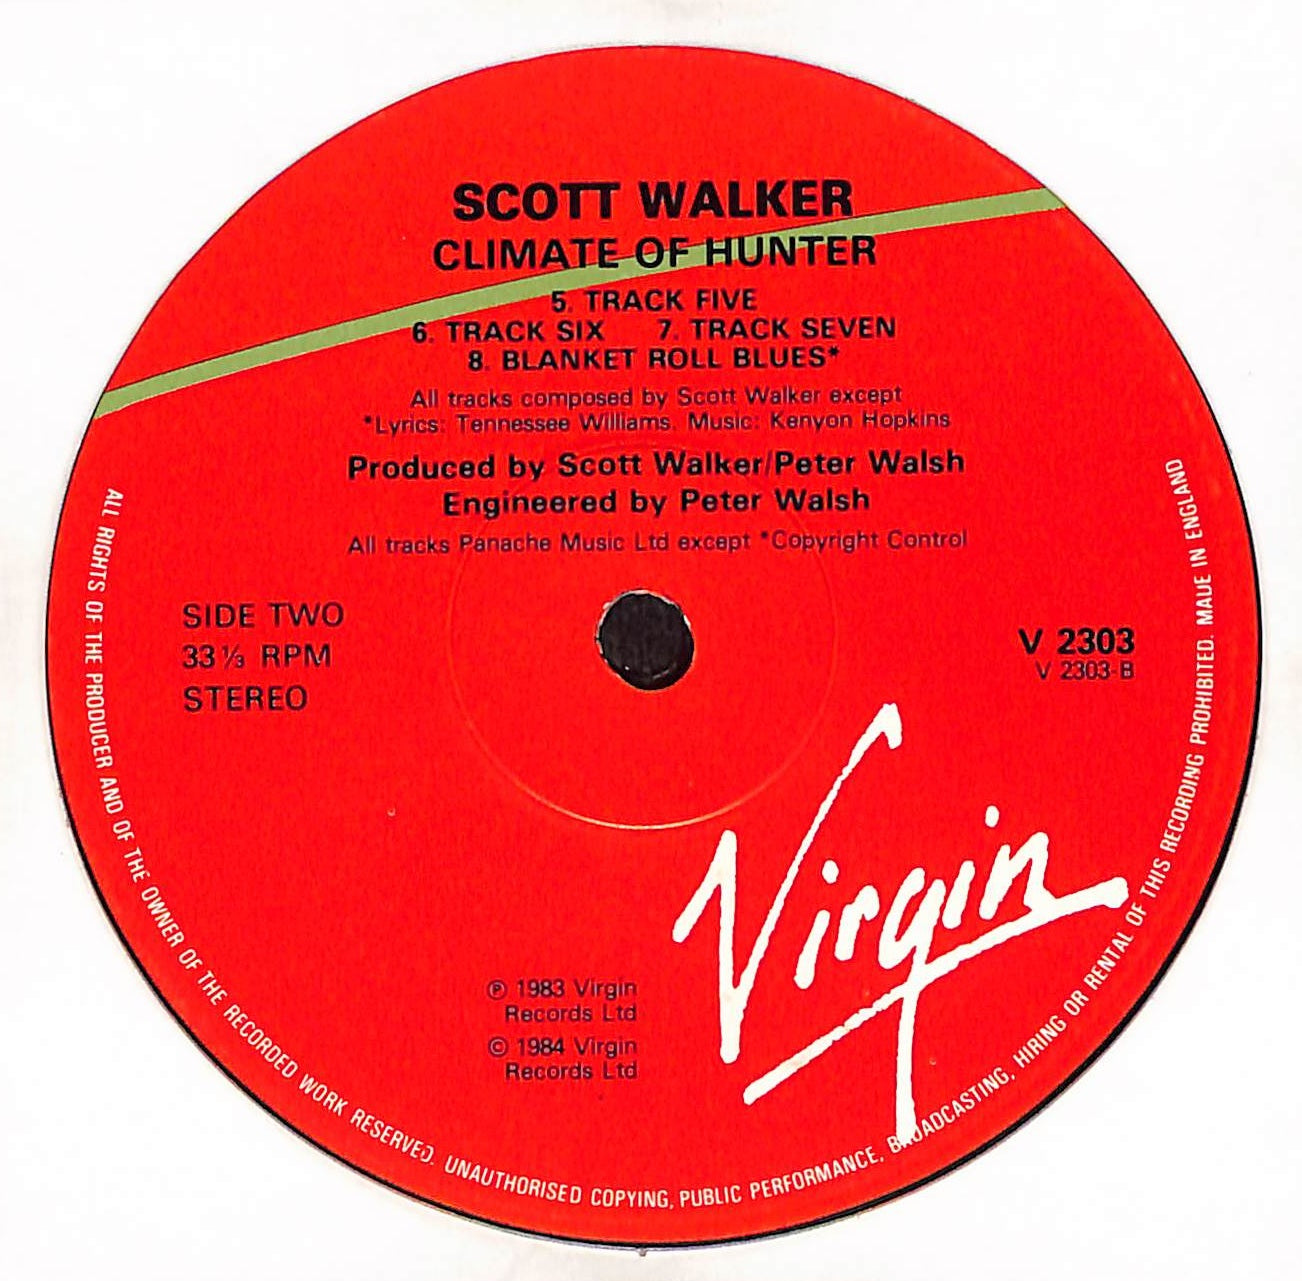 SCOTT WALKER
CLIMATE OF HUNTER
5. TRACK FIVE
6. TRACK SIX 7. TRACK SEVEN
8. BLANKET ROLL BLUES*
All tracks composed by Scott Walker except
*Lyrics: Tennessee Williams. Music: Kenyon Hopkins
Produced by Scott Walker/Peter Walsh
Engineered by Peter Walsh
All tracks Panache Music Ltd except *Copyright Control
SIDE TWO
33⅓ RPM
STEREO
V 2303
V 2303-B
Virgin
℗ 1983 Virgin
Records Ltd
© 1984 Virgin
Records Ltd
ALL RIGHTS OF THE PRODUCER AND OF THE OWNER OF THE RECORDED WORK RESERVED. UNAUTHORISED COPYING, PUBLIC PERFORMANCE, BROADCASTING, HIRING OR RENTAL OF THIS RECORDING PROHIBITED. MADE IN ENGLAND